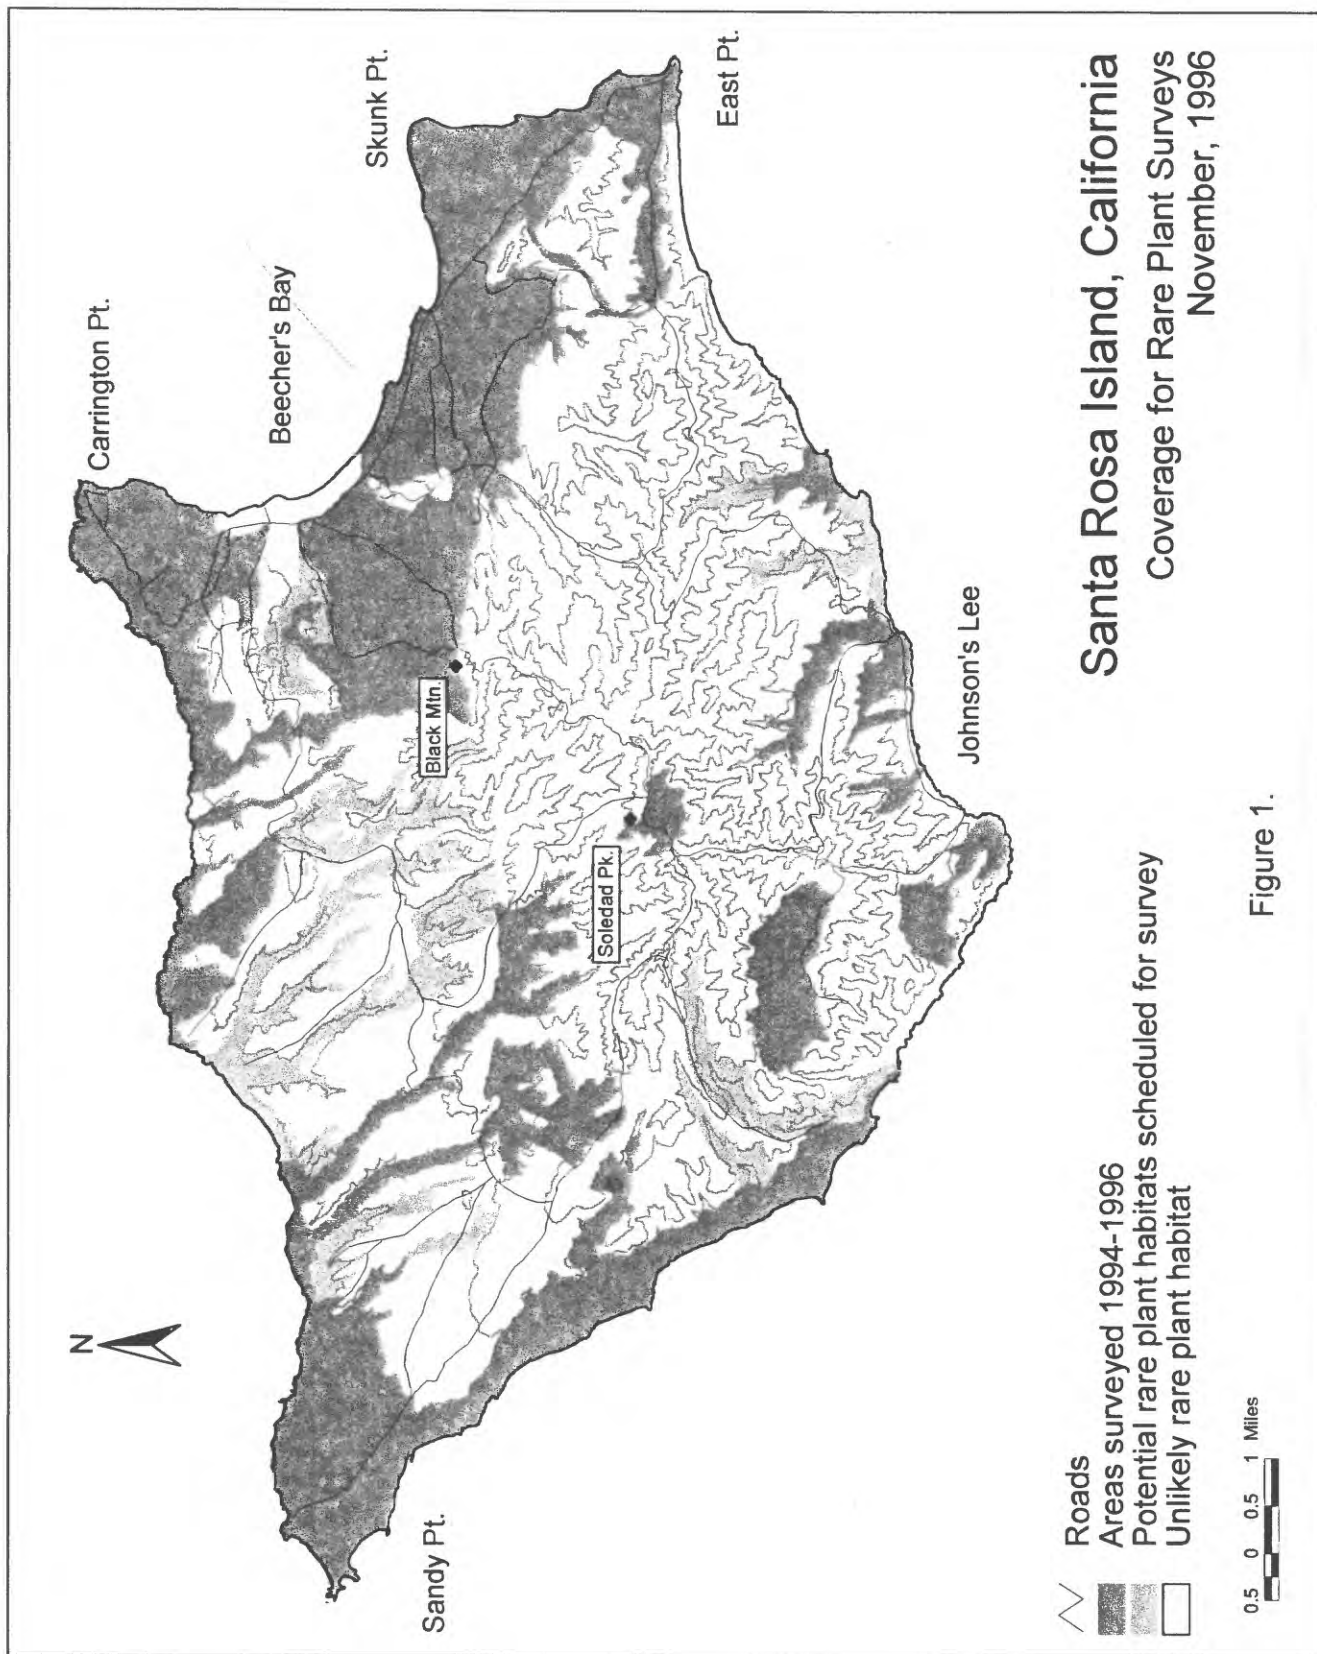 Carrington Pt.
Skunk Pt.
Beecher's Bay
East Pt.
N
Black Mtn.
Soledad Pk.
Sandy Pt.
Johnson's Lee
Santa Rosa Island, California
Coverage for Rare Plant Surveys
November, 1996
Roads
Areas surveyed 1994-1996
Potential rare plant habitats scheduled for survey
Unlikely rare plant habitat
0.5 0 0.5 1 Miles
Figure 1.